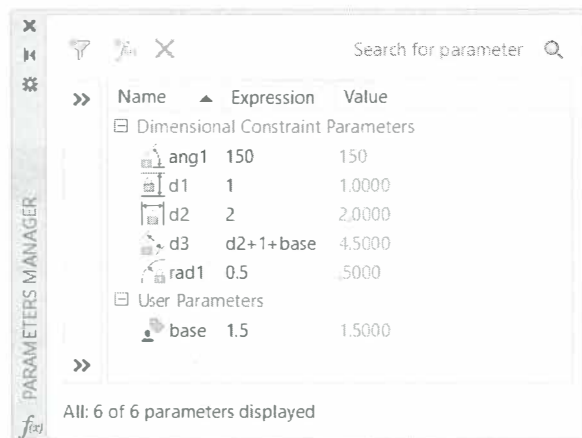 Search for parameter
Name Expression Value
Dimensional Constraint Parameters
ang1 150 150
d1 1 1.0000
d2 2 2.0000
d3 d2+1+base 4.5000
rad1 0.5 .5000
User Parameters
base 1.5 1.5000
All: 6 of 6 parameters displayed
PARAMETERS MANAGER
f(x)